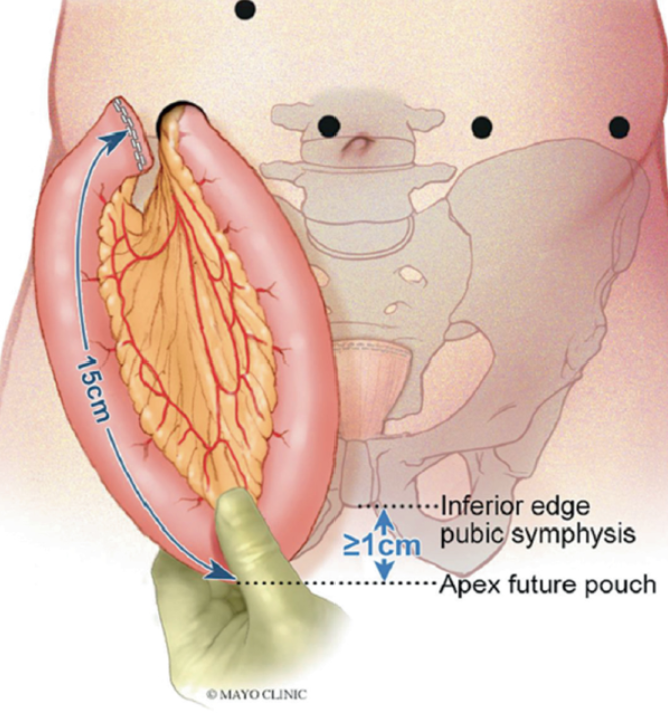 15cm
Inferior edge
≥1cm pubic symphysis
Apex future pouch
© MAYO CLINIC